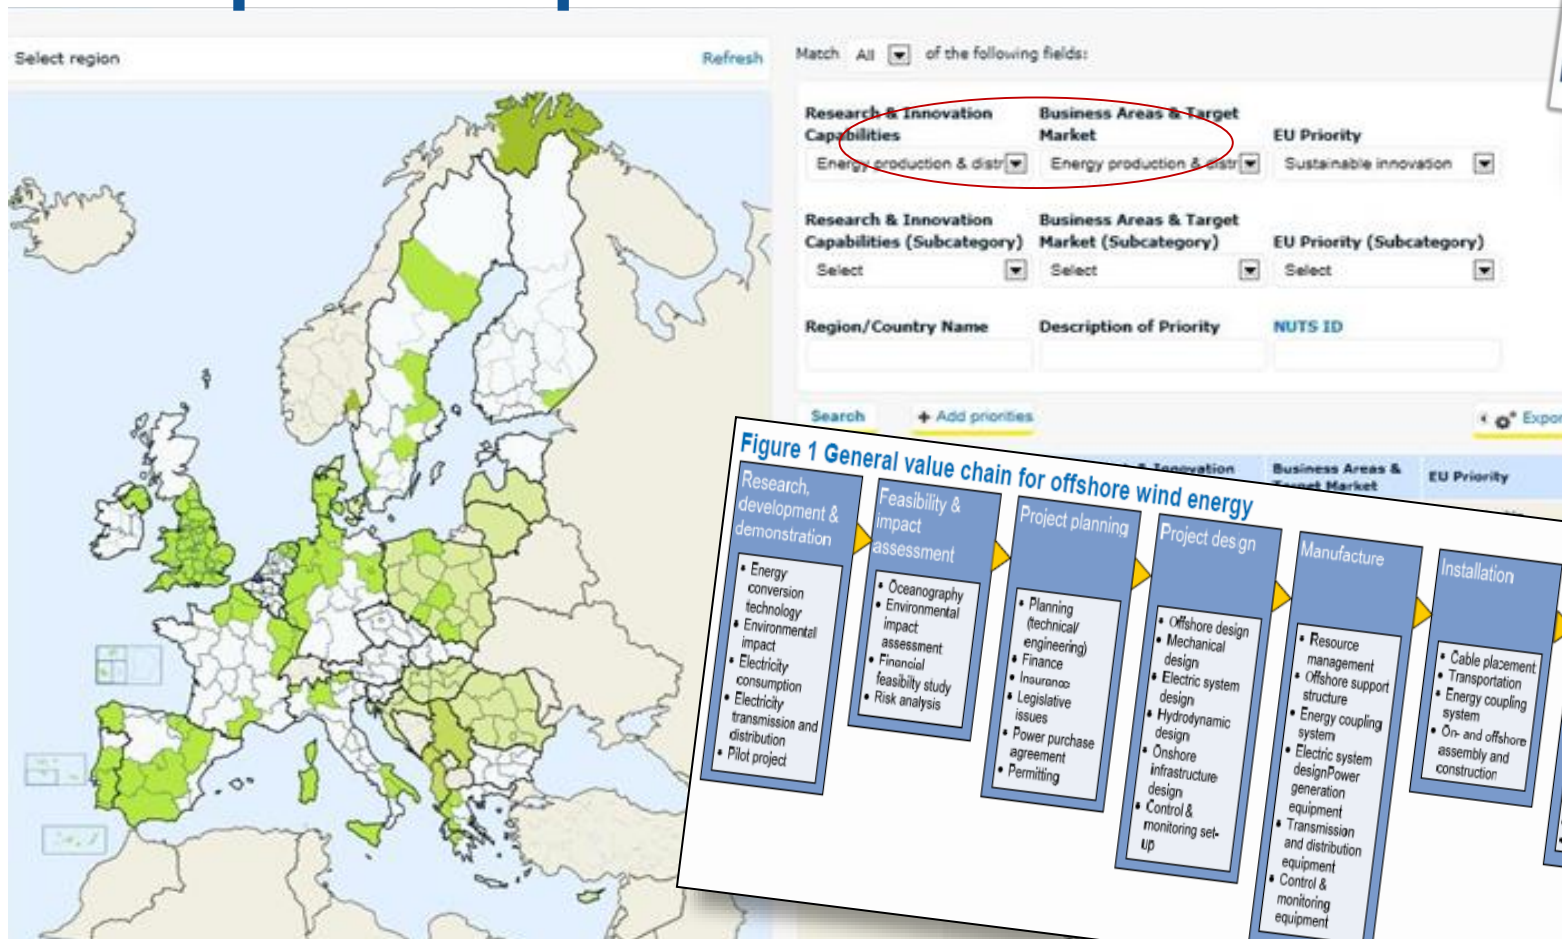 Select region
Refresh
Match All of the following fields:
Research & Innovation
Capabilities
Business Areas & Target
Market
EU Priority
Energy production & distr
Energy production & distr
Sustainable innovation
Research & Innovation
Capabilities (Subcategory)
Business Areas & Target
Market (Subcategory)
EU Priority (Subcategory)
Select
Select
Select
Region/Country Name
Description of Priority
NUTS ID
Search
+ Add priorities
Expor
Innovation
Business Areas &
Target Market
EU Priority
Figure 1 General value chain for offshore wind energy
Research,
development &
demonstration
• Energy
conversion
technology
• Environmental
impact
• Electricity
consumption
• Electricity
transmission and
distribution
• Pilot project
Feasibility &
impact
assessment
• Oceanography
• Environmental
impact
assessment
• Financial
feasibilty study
• Risk analysis
Project planning
• Planning
(technical/
engineering)
• Finance
• Insurance
• Legislative
issues
• Power purchase
agreement
• Permitting
Project design
• Offshore design
• Mechanical
design
• Electric system
design
• Hydrodynamic
design
• Onshore
infrastructure
design
• Control &
monitoring set-
up
Manufacture
• Resource
management
• Offshore support
structure
• Energy coupling
system
• Electric system
designPower
generation
equipment
• Transmission
and distribution
equipment
• Control &
monitoring
equipment
Installation
• Cable placement
• Transportation
• Energy coupling
system
• On- and offshore
assembly and
construction